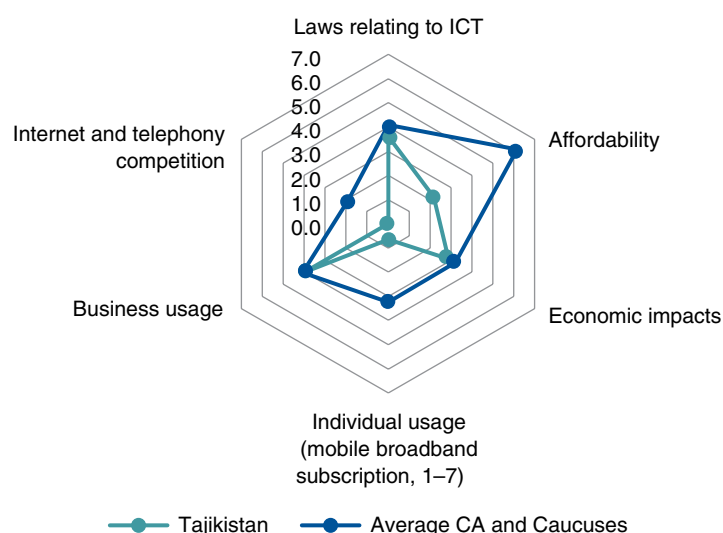 Laws relating to ICT
7.0
6.0
5.0
4.0
3.0
2.0
1.0
0.0
Internet and telephony
competition
Affordability
Business usage
Economic impacts
Individual usage
(mobile broadband
subscription, 1–7)
Tajikistan
Average CA and Caucuses